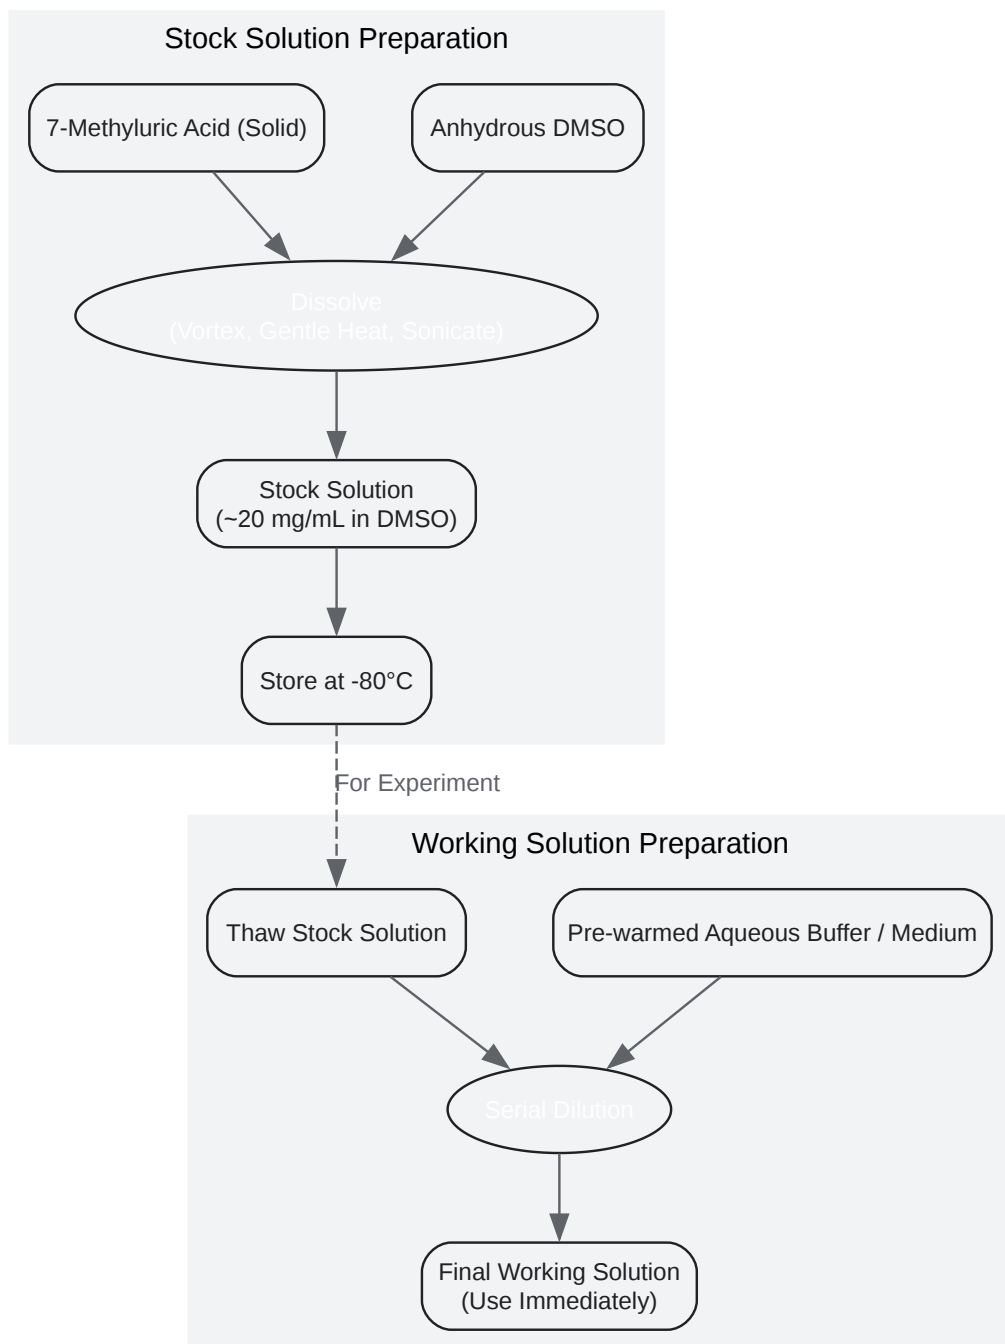 Stock Solution Preparation
7-Methyluric Acid (Solid)
Anhydrous DMSO
Dissolve
(Vortex, Gentle Heat, Sonicate)
Stock Solution
(~20 mg/mL in DMSO)
Store at -80°C
For Experiment
Working Solution Preparation
Thaw Stock Solution
Pre-warmed Aqueous Buffer / Medium
Serial Dilution
Final Working Solution
(Use Immediately)